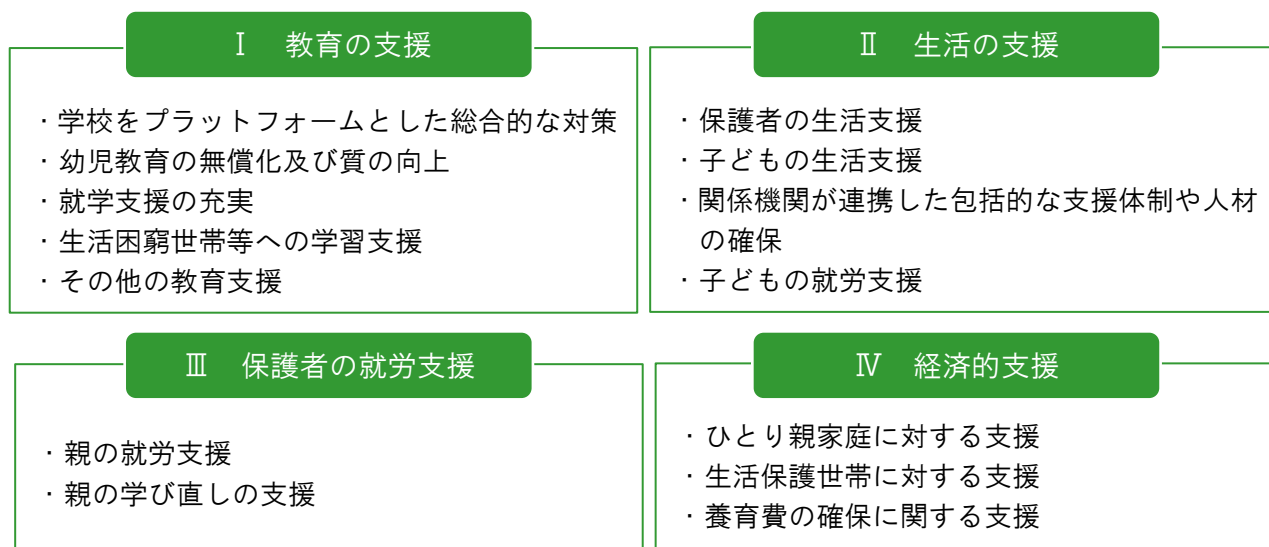 Ⅰ 教育の支援
・学校をプラットフォームとした総合的な対策
・幼児教育の無償化及び質の向上
・就学支援の充実
・生活困窮世帯等への学習支援
・その他の教育支援
Ⅱ 生活の支援
・保護者の生活支援
・子どもの生活支援
・関係機関が連携した包括的な支援体制や人材
の確保
・子どもの就労支援
Ⅲ 保護者の就労支援
・親の就労支援
・親の学び直しの支援
Ⅳ 経済的支援
・ひとり親家庭に対する支援
・生活保護世帯に対する支援
・養育費の確保に関する支援